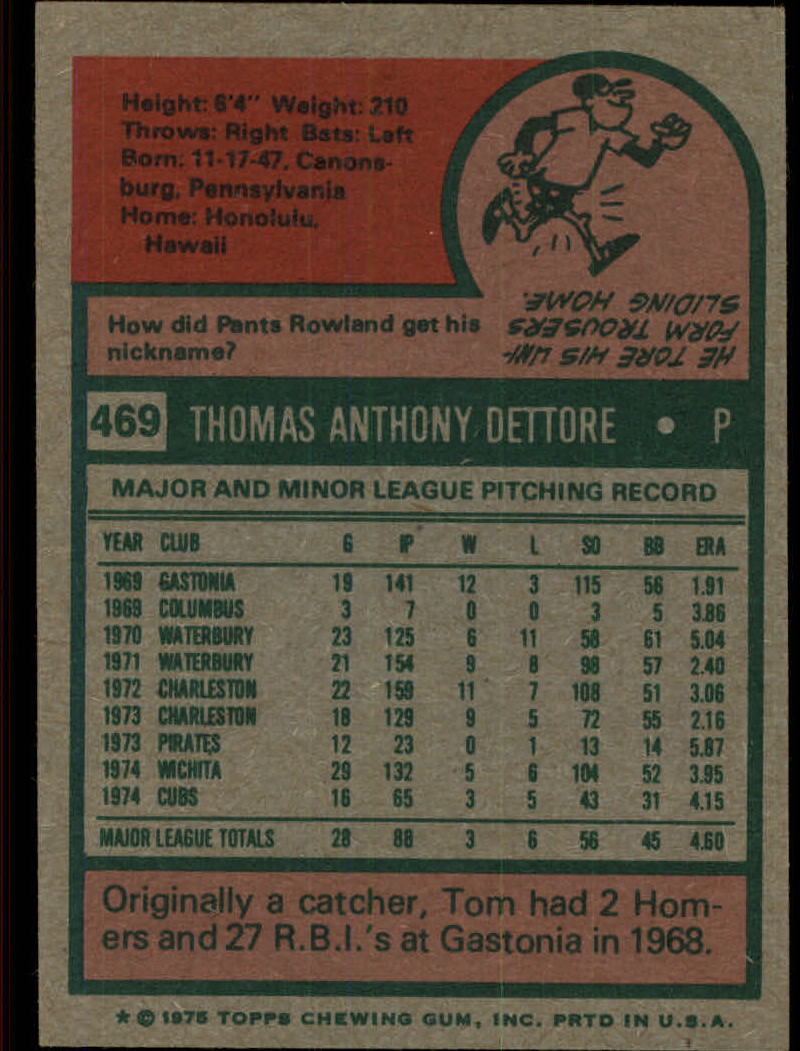 Height: 6'4" Weight: 210
Throws: Right Bats: Left
Born: 11-17-47, Canons-
burg, Pennsylvania
Home: Honolulu,
Hawaii
How did Pants Rowland get his
nickname?
HE TORE HIS UNI-
FORM TROUSERS
SLIDING HOME.
469 THOMAS ANTHONY DETTORE • P
MAJOR AND MINOR LEAGUE PITCHING RECORD
YEAR CLUB G IP W L SO BB ERA
1969 GASTONIA 19 141 12 3 115 56 1.91
1969 COLUMBUS 3 7 0 0 3 5 3.86
1970 WATERBURY 23 125 6 11 58 61 5.04
1971 WATERBURY 21 154 9 8 98 57 2.40
1972 CHARLESTON 22 159 11 7 108 51 3.06
1973 CHARLESTON 18 129 9 5 72 55 2.16
1973 PIRATES 12 23 0 1 13 14 5.87
1974 WICHITA 29 132 5 6 104 52 3.95
1974 CUBS 16 65 3 5 43 31 4.15
MAJOR LEAGUE TOTALS 28 88 3 6 56 45 4.60
Originally a catcher, Tom had 2 Hom-
ers and 27 R.B.I.'s at Gastonia in 1968.
* © 1975 TOPPS CHEWING GUM, INC. PRTD IN U.S.A.